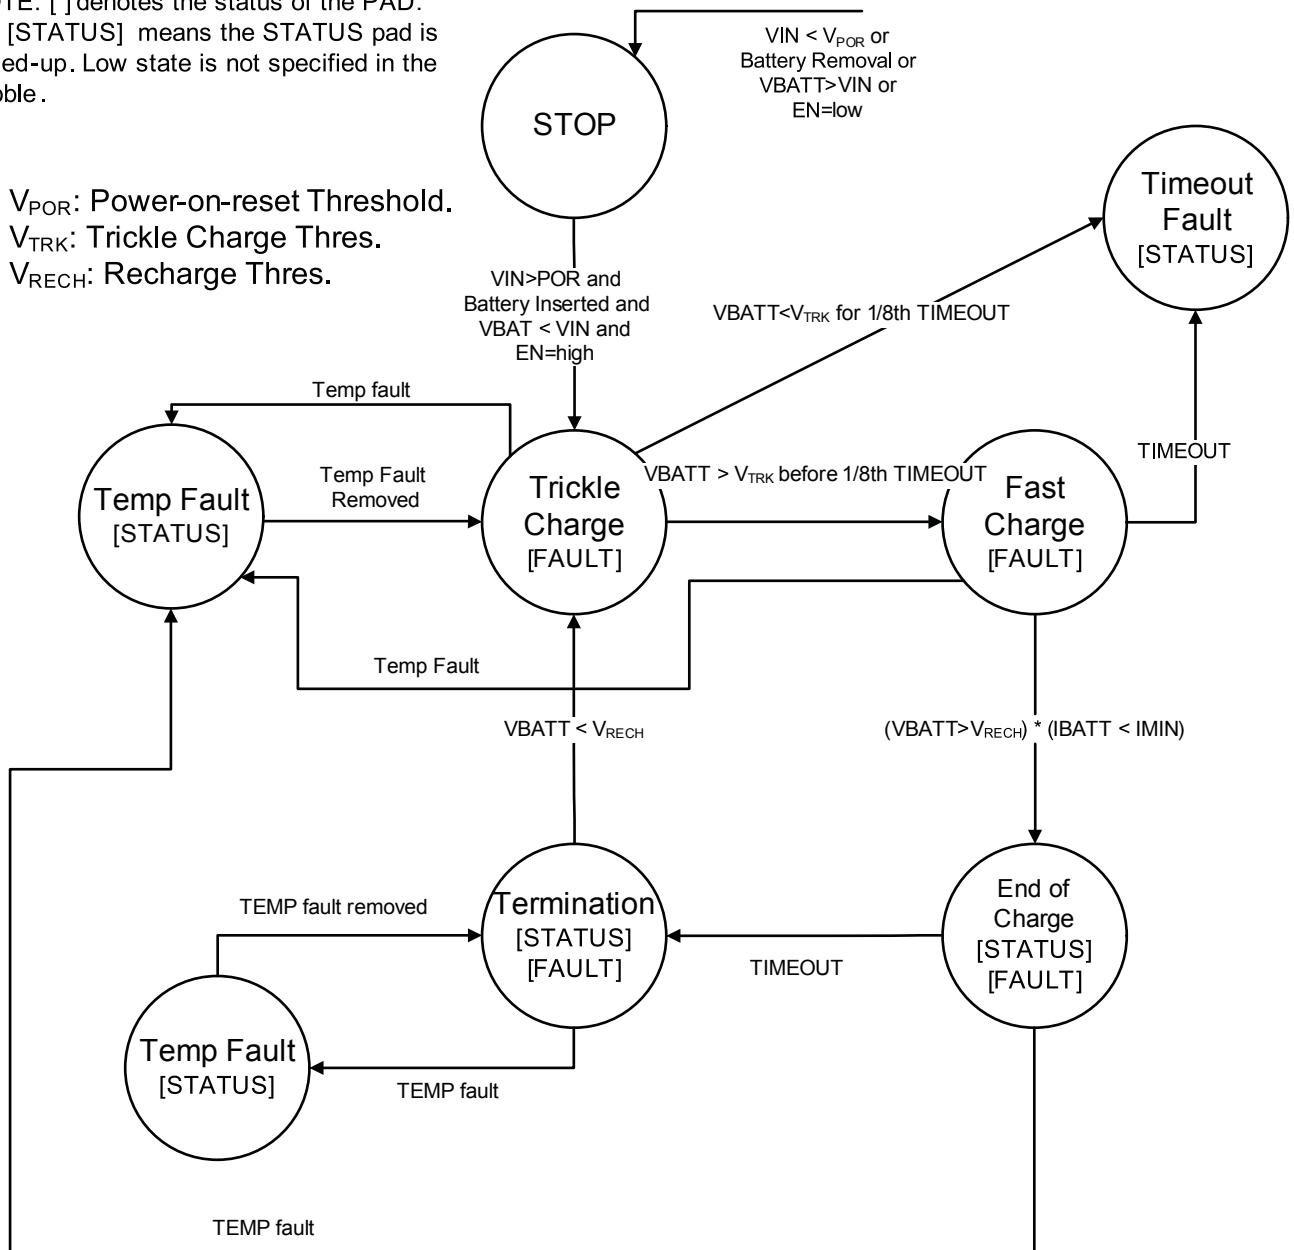 [ ] denotes the status of the PAD.
[STATUS] means the STATUS pad is
Low state is not specified in the
VIN < VPOR or
Battery Removal or
VBATT>VIN or
EN=low
STOP
VPOR: Power-on-reset Threshold.
VTRK: Trickle Charge Thres.
VRECH: Recharge Thres.
Timeout
Fault
[STATUS]
VIN>POR and
Battery Inserted and
VBAT < VIN and
EN=high
VBATT<VTRK for 1/8th TIMEOUT
Temp fault
TIMEOUT
Temp Fault
[STATUS]
Temp Fault
Removed
Trickle
Charge
[FAULT]
VBATT > VTRK before 1/8th TIMEOUT
Fast
Charge
[FAULT]
Temp Fault
VBATT < VRECH
(VBATT>VRECH) * (IBATT < IMIN)
TEMP fault removed
Termination
[STATUS]
[FAULT]
TIMEOUT
End of
Charge
[STATUS]
[FAULT]
Temp Fault
[STATUS]
TEMP fault
TEMP fault